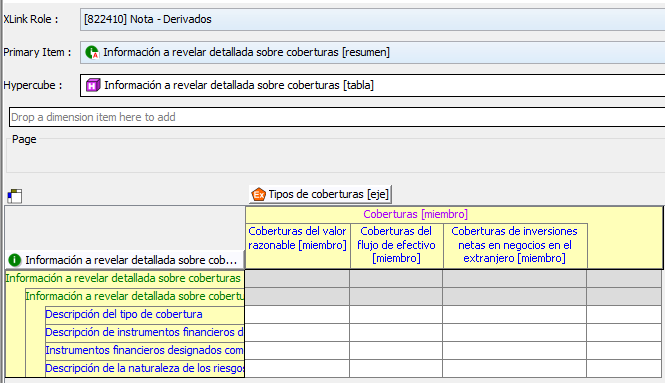 XLink Role :
[822410] Nota - Derivados
Primary Item :
Información a revelar detallada sobre coberturas [resumen]
Hypercube :
Información a revelar detallada sobre coberturas [tabla]
Drop a dimension item here to add
Page
Tipos de coberturas [eje]
Coberturas [miembro]
Coberturas del valor
razonable [miembro]
Coberturas del
flujo de efectivo
[miembro]
Coberturas de inversiones
netas en negocios en el
extranjero [miembro]
Información a revelar detallada sobre cob...
Información a revelar detallada sobre coberturas
Información a revelar detallada sobre cobertu
Descripción del tipo de cobertura
Descripción de instrumentos financieros d
Instrumentos financieros designados com
Descripción de la naturaleza de los riesgos